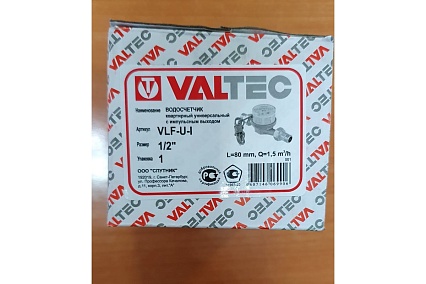 VALTEC
Наименование ВОДОСЧЕТЧИК
квартирный универсальный
с импульсным выходом
Артикул VLF-U-I
Размер 1/2"
Упаковка 1
L=80 mm, Q=1,5 m³/h
001
ООО "СПУТНИК"